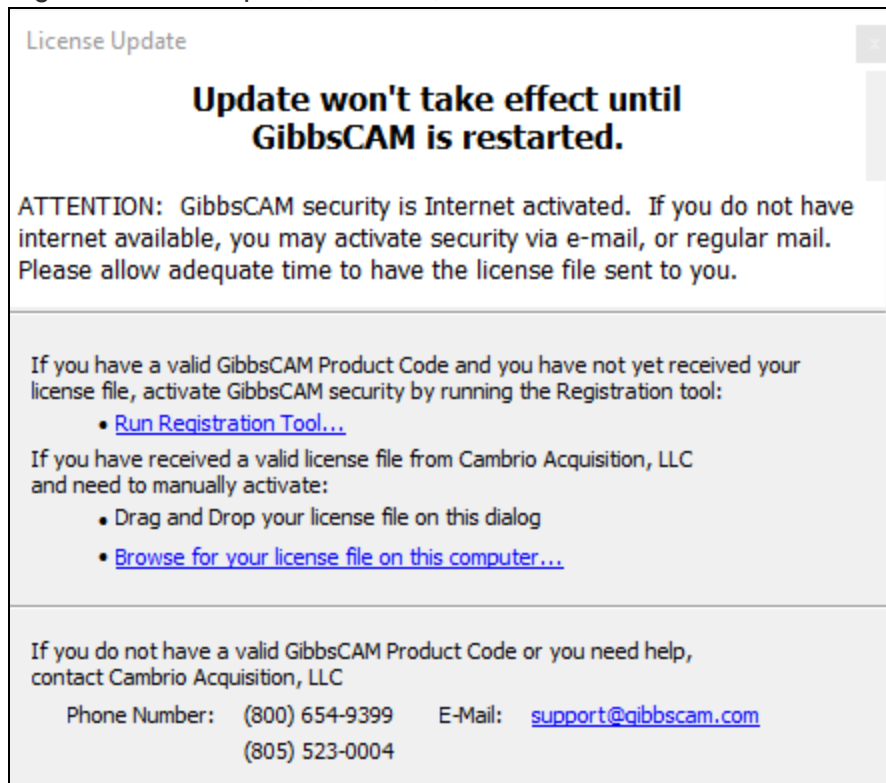 License Update
Update won't take effect until
GibbsCAM is restarted.
ATTENTION:  GibbsCAM security is Internet activated.  If you do not have
internet available, you may activate security via e-mail, or regular mail.
Please allow adequate time to have the license file sent to you.
If you have a valid GibbsCAM Product Code and you have not yet received your
license file, activate GibbsCAM security by running the Registration tool:
• Run Registration Tool...
If you have received a valid license file from Cambrio Acquisition, LLC
and need to manually activate:
• Drag and Drop your license file on this dialog
• Browse for your license file on this computer...
If you do not have a valid GibbsCAM Product Code or you need help,
contact Cambrio Acquisition, LLC
Phone Number: (800) 654-9399 E-Mail: support@gibbscam.com
(805) 523-0004